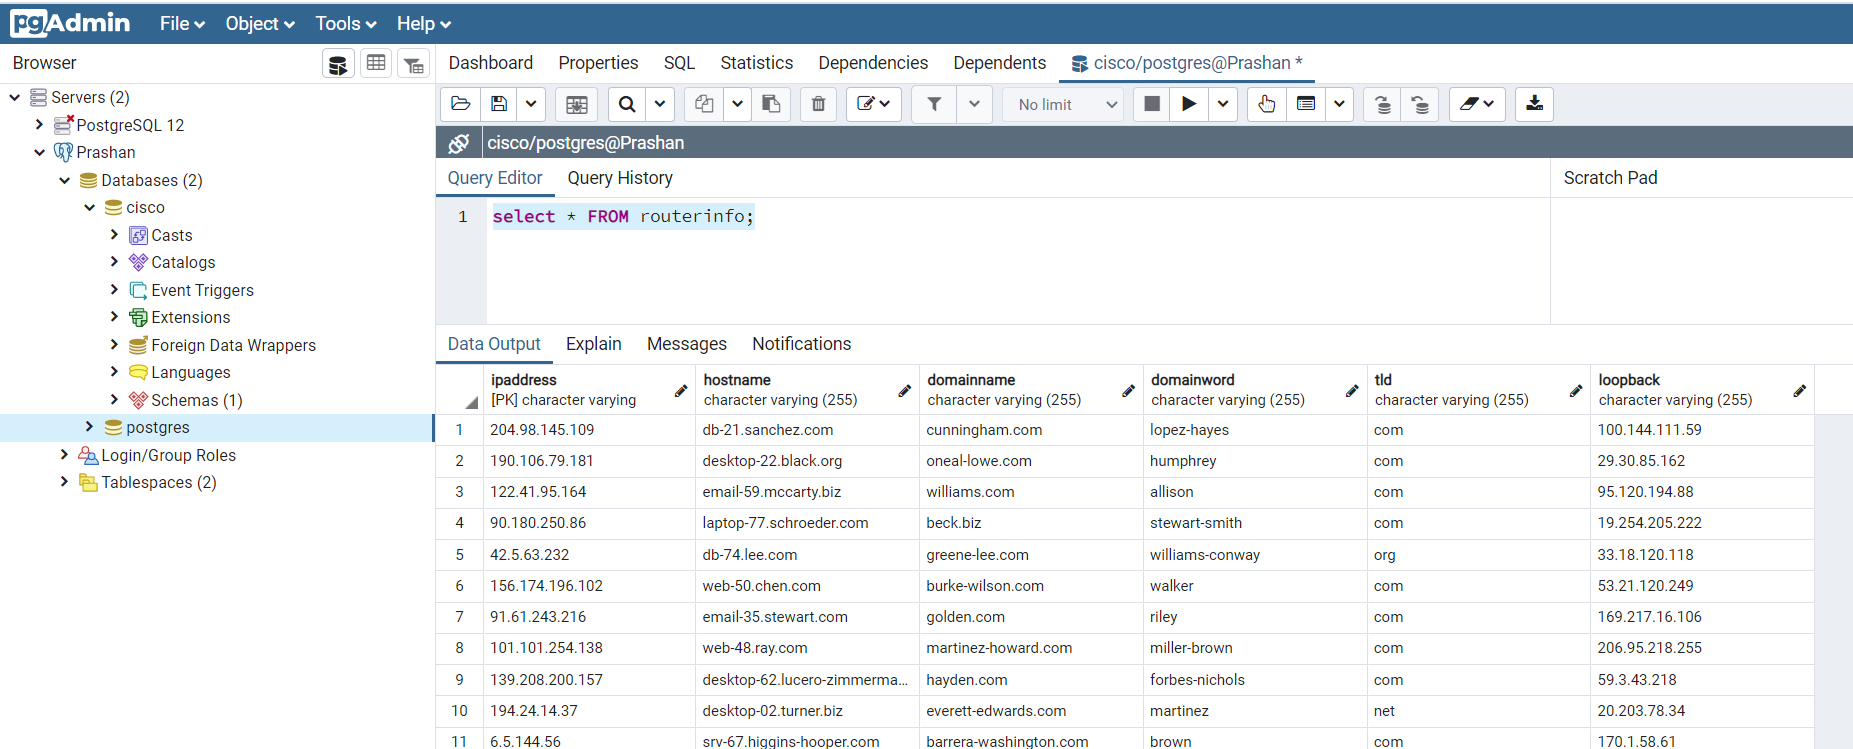 pgAdmin File Object Tools Help
Browser
Dashboard Properties SQL Statistics Dependencies Dependents cisco/postgres@Prashan *
Servers (2)
PostgreSQL 12
Prashan
Databases (2)
cisco
Casts
Catalogs
Event Triggers
Extensions
Foreign Data Wrappers
Languages
Schemas (1)
postgres
Login/Group Roles
Tablespaces (2)
No limit
cisco/postgres@Prashan
Query Editor Query History
Scratch Pad
1 select * FROM routerinfo;
Data Output Explain Messages Notifications
ipaddress hostname domainname domainword tld loopback
[PK] character varying character varying (255) character varying (255) character varying (255) character varying (255) character varying (255)
1 204.98.145.109 db-21.sanchez.com cunningham.com lopez-hayes com 100.144.111.59
2 190.106.79.181 desktop-22.black.org oneal-lowe.com humphrey com 29.30.85.162
3 122.41.95.164 email-59.mccarty.biz williams.com allison com 95.120.194.88
4 90.180.250.86 laptop-77.schroeder.com beck.biz stewart-smith com 19.254.205.222
5 42.5.63.232 db-74.lee.com greene-lee.com williams-conway org 33.18.120.118
6 156.174.196.102 web-50.chen.com burke-wilson.com walker com 53.21.120.249
7 91.61.243.216 email-35.stewart.com golden.com riley com 169.217.16.106
8 101.101.254.138 web-48.ray.com martinez-howard.com miller-brown com 206.95.218.255
9 139.208.200.157 desktop-62.lucero-zimmerma... hayden.com forbes-nichols com 59.3.43.218
10 194.24.14.37 desktop-02.turner.biz everett-edwards.com martinez net 20.203.78.34
11 6.5.144.56 srv-67.higgins-hooper.com barrera-washington.com brown com 170.1.58.61